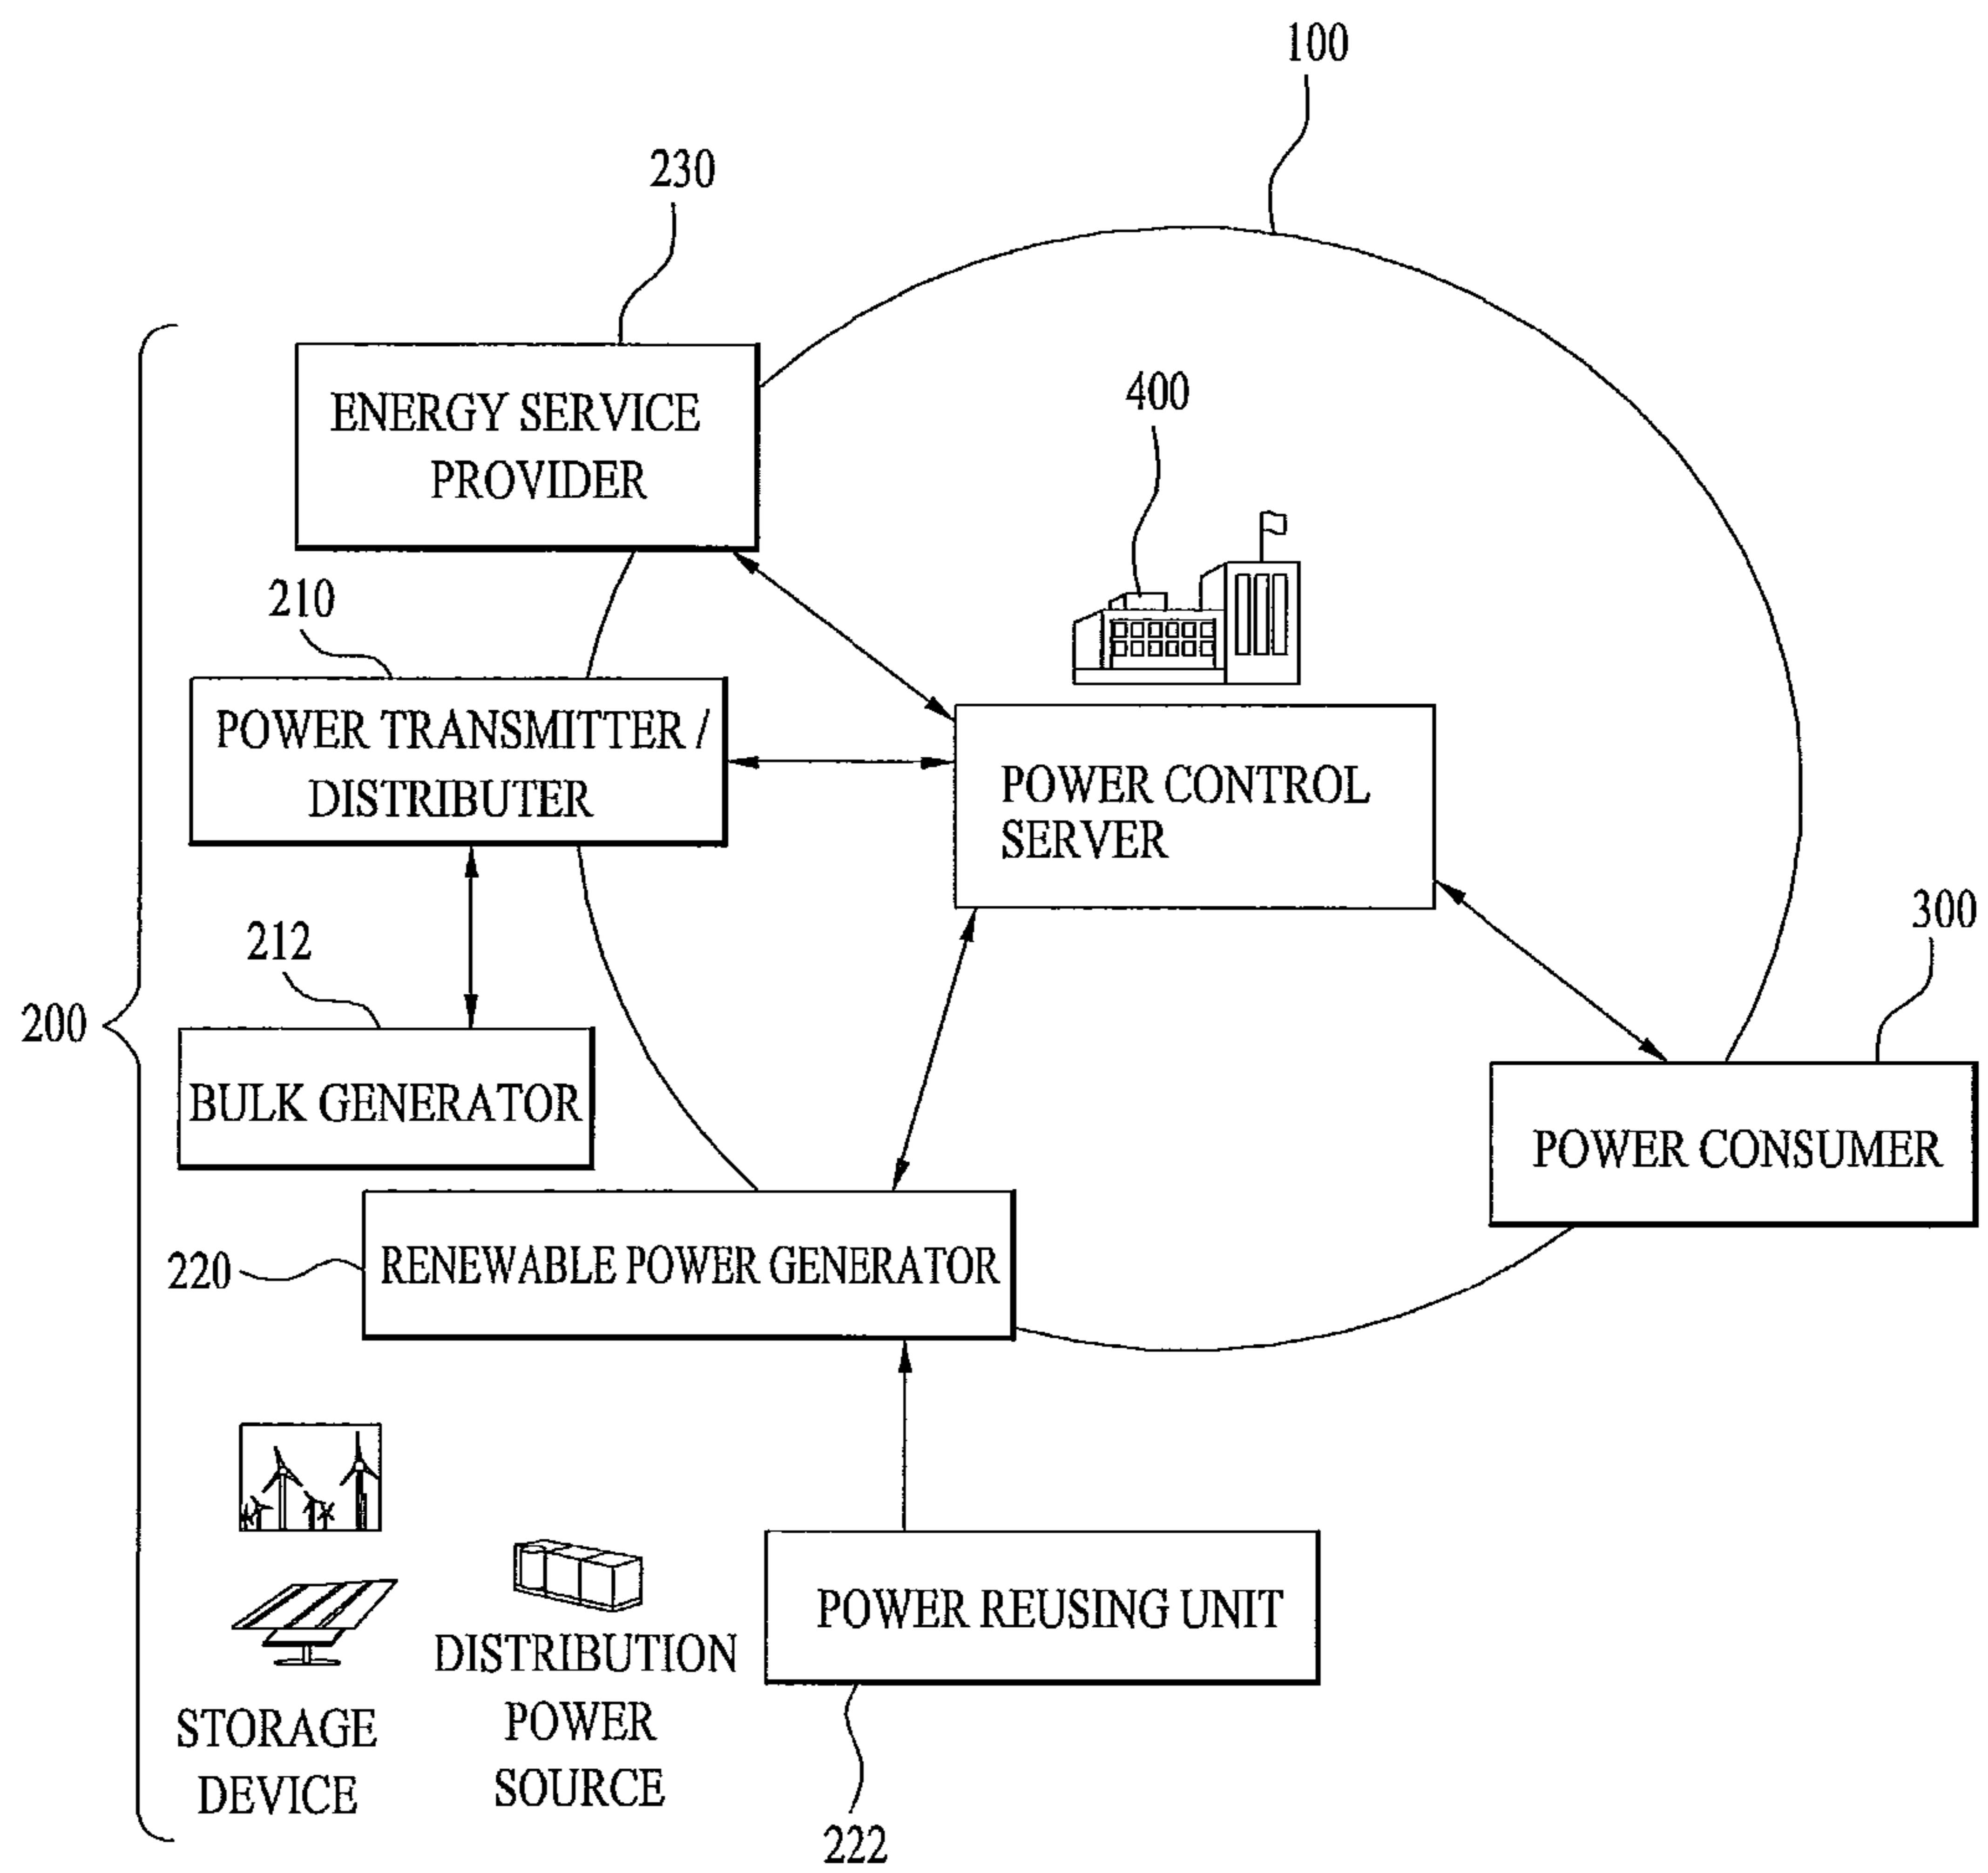 100
230
ENERGY SERVICE
PROVIDER
400
210
POWER TRANSMITTER /
DISTRIBUTER
POWER CONTROL
SERVER
212
300
200
BULK GENERATOR
POWER CONSUMER
220
RENEWABLE POWER GENERATOR
POWER REUSING UNIT
DISTRIBUTION
POWER
SOURCE
STORAGE
DEVICE
222